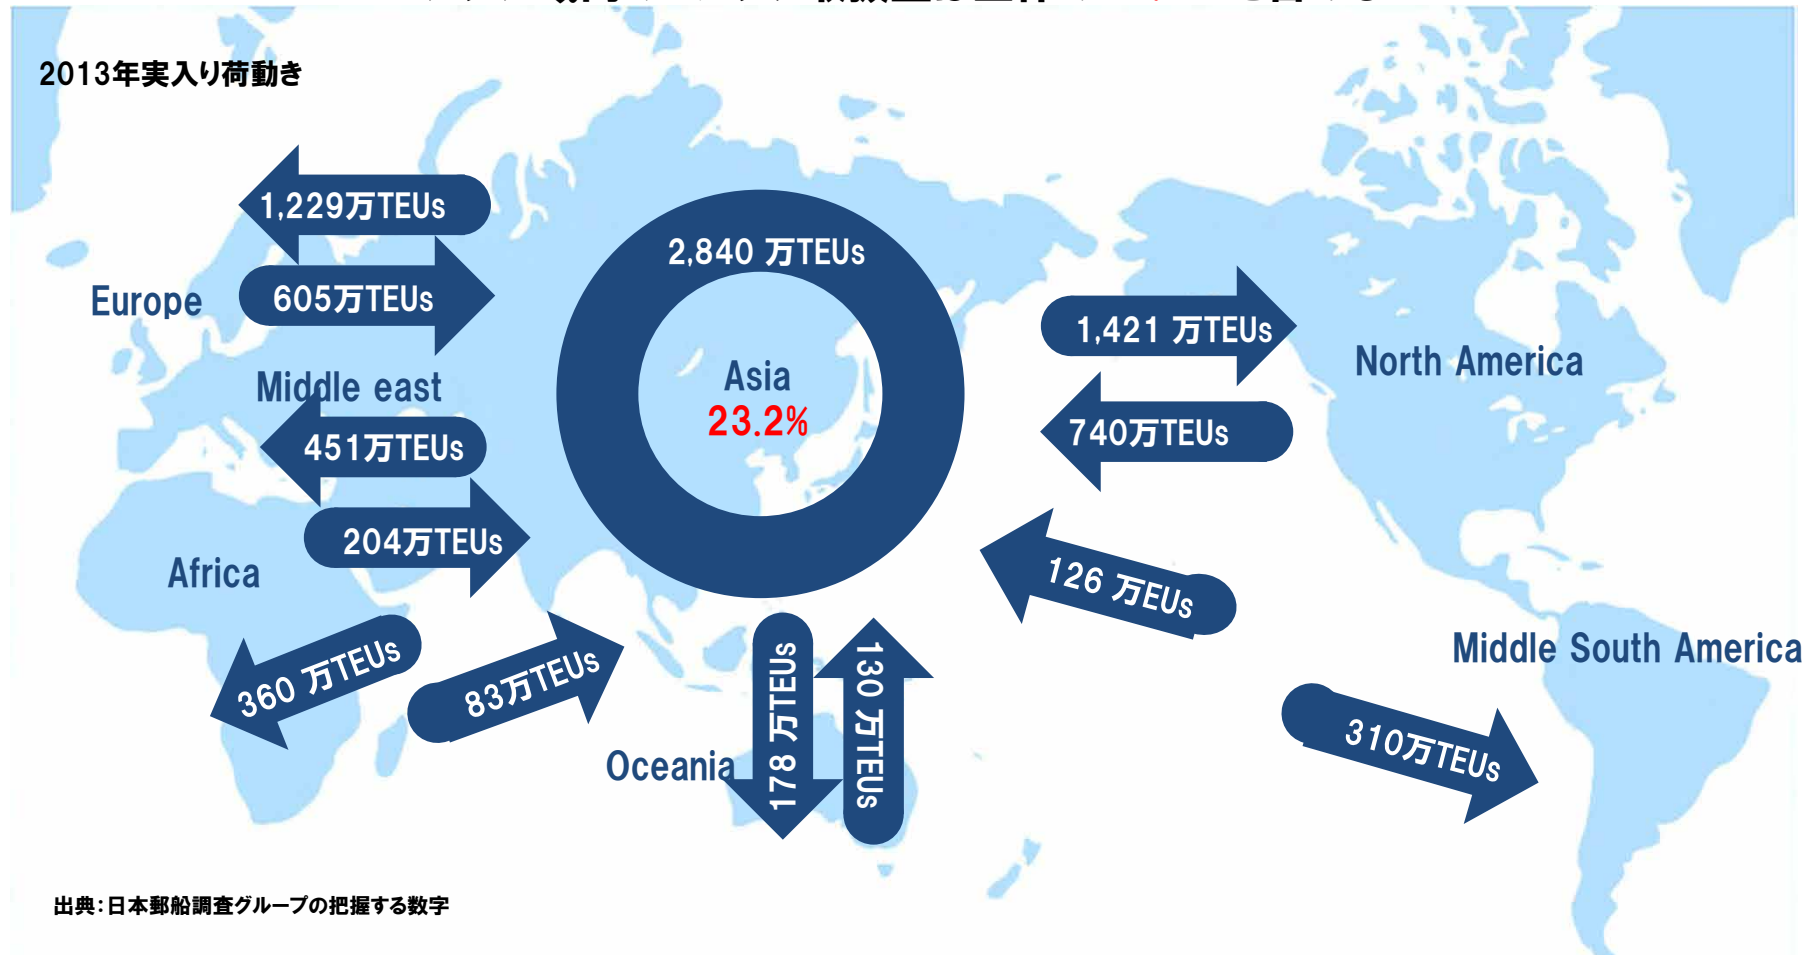 2013年実入り荷動き
1,229万TEUs
2,840 万TEUs
605万TEUs
Europe
1,421 万TEUs
North America
Asia
23.2%
Middle east
740万TEUs
451万TEUs
204万TEUs
Africa
126 万EUs
360 万TEUs
83万TEUs
178 万TEUs
130 万TEUs
Middle South America
310万TEUs
Oceania
出典:日本郵船調査グループの把握する数字